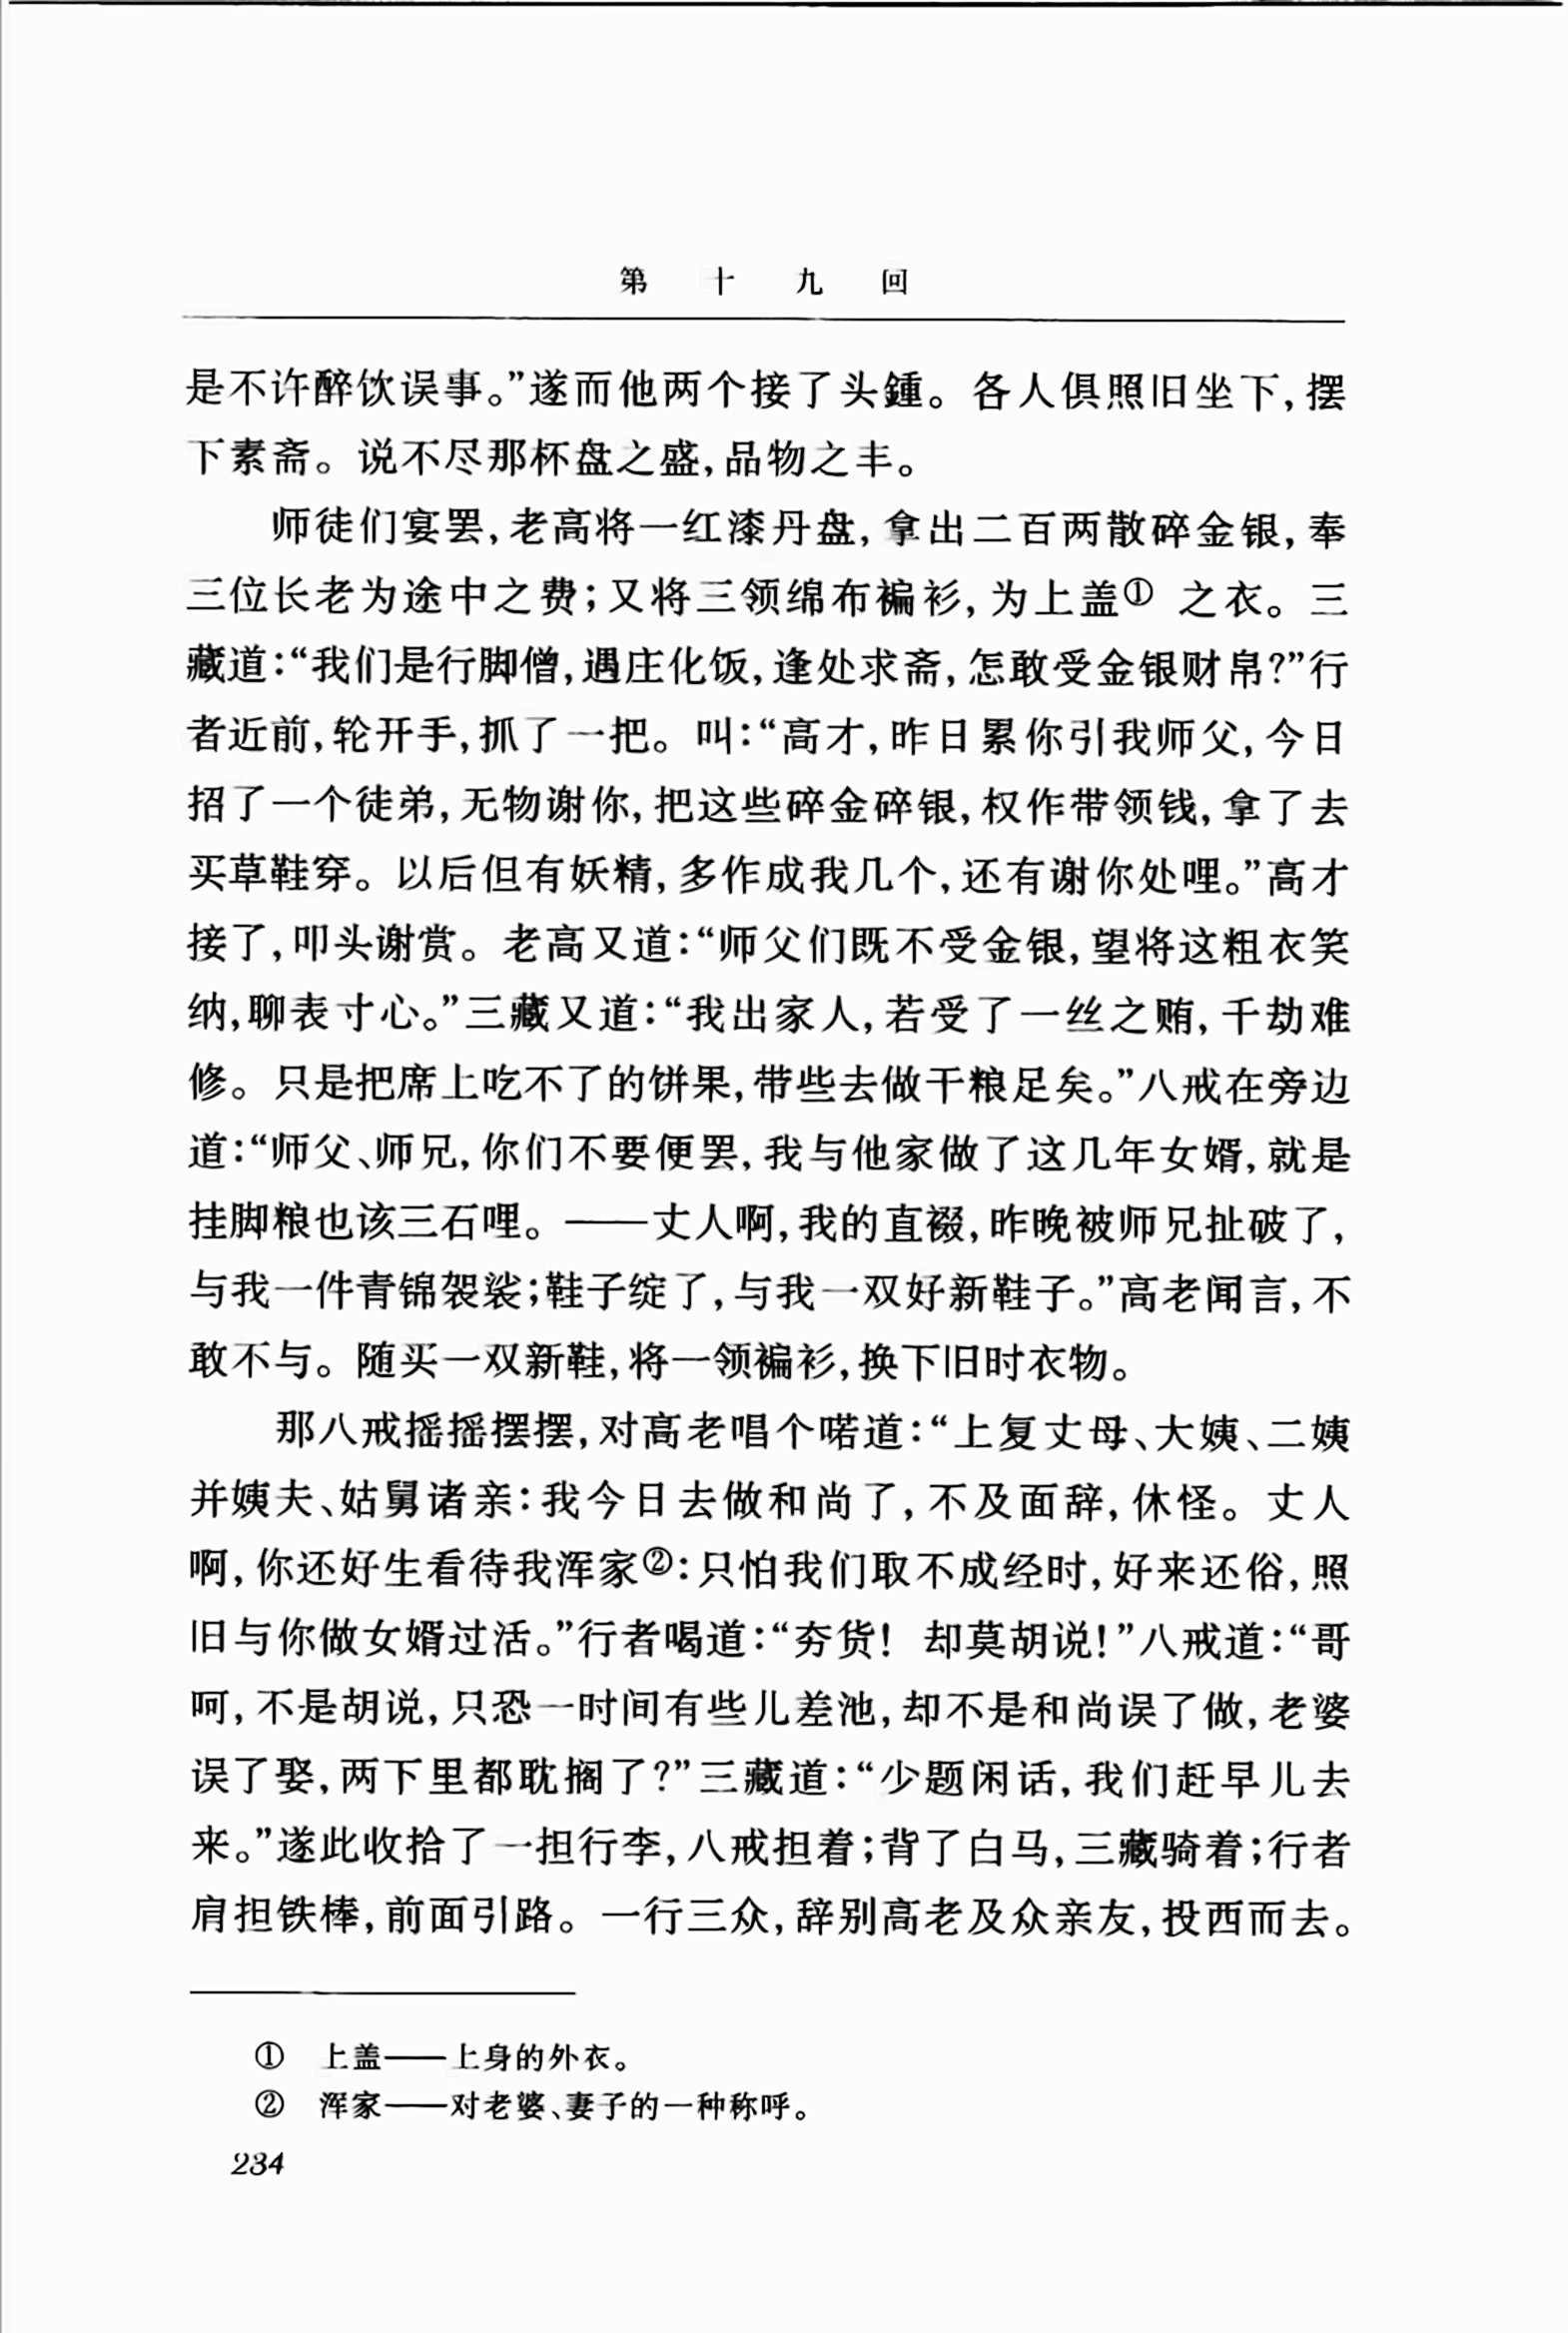 第十九回
是不许醉饮误事。”遂而他两个接了头鍾。各人俱照旧坐下,摆
下素斋。说不尽那杯盘之盛,品物之丰。
师徒们宴罢,老高将一红漆丹盘,拿出二百两散碎金银,奉
三位长老为途中之费;又将三领绵布褊衫,为上盖① 之衣。三
藏道:“我们是行脚僧,遇庄化饭,逢处求斋,怎敢受金银财帛?”行
者近前,轮开手,抓了一把。叫:“高才,昨日累你引我师父,今日
招了一个徒弟,无物谢你,把这些碎金碎银,权作带领钱,拿了去
买草鞋穿。以后但有妖精,多作成我几个,还有谢你处哩。”高才
接了,叩头谢赏。老高又道:“师父们既不受金银,望将这粗衣笑
纳,聊表寸心。”三藏又道:“我出家人,若受了一丝之贿,千劫难
修。只是把席上吃不了的饼果,带些去做干粮足矣。”八戒在旁边
道:“师父、师兄,你们不要便罢,我与他家做了这几年女婿,就是
挂脚粮也该三石哩。——丈人啊,我的直裰,昨晚被师兄扯破了,
与我一件青锦袈裟;鞋子绽了,与我一双好新鞋子。”高老闻言,不
敢不与。随买一双新鞋,将一领褊衫,换下旧时衣物。
那八戒摇摇摆摆,对高老唱个喏道:“上复丈母、大姨、二姨
并姨夫、姑舅诸亲:我今日去做和尚了,不及面辞,休怪。丈人
啊,你还好生看待我浑家②:只怕我们取不成经时,好来还俗,照
旧与你做女婿过活。”行者喝道:“夯货! 却莫胡说!”八戒道:“哥
呵,不是胡说,只恐一时间有些儿差池,却不是和尚误了做,老婆
误了娶,两下里都耽搁了?”三藏道:“少题闲话,我们赶早儿去
来。”遂此收拾了一担行李,八戒担着;背了白马,三藏骑着;行者
肩担铁棒,前面引路。一行三众,辞别高老及众亲友,投西而去。
① 上盖——上身的外衣。
② 浑家——对老婆、妻子的一种称呼。
234